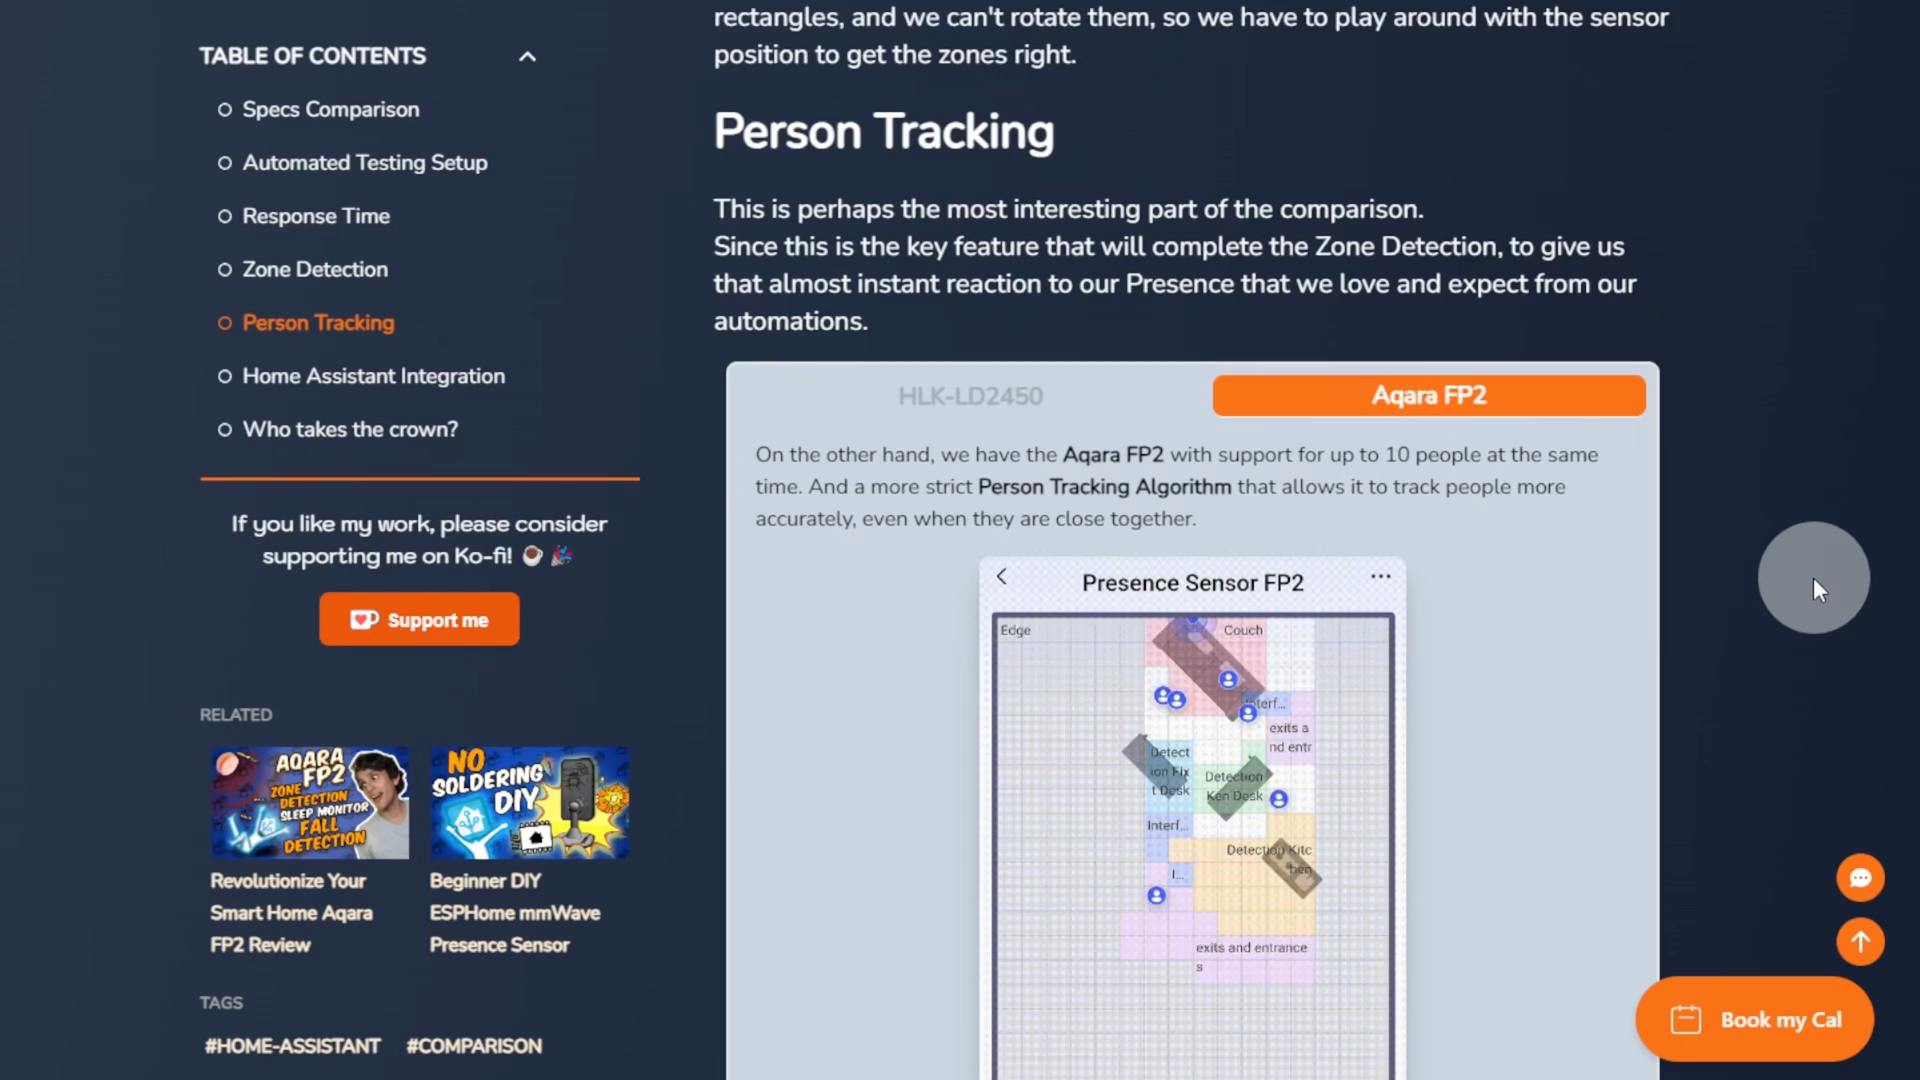 rectangles, and we can't rotate them, so we have to play around with the sensor
position to get the zones right.
TABLE OF CONTENTS
Specs Comparison
Automated Testing Setup
Response Time
Zone Detection
Person Tracking
Home Assistant Integration
Who takes the crown?
If you like my work, please consider
supporting me on Ko-fi!
Support me
RELATED
AQARA
FP2
ZONE
DETECTION
SLEEP MONITOR
FALL
DETECTION
Revolutionize Your
Smart Home Aqara
FP2 Review
NO
SOLDERING
DIY
Beginner DIY
ESPHome mmWave
Presence Sensor
TAGS
#HOME-ASSISTANT #COMPARISON
Person Tracking
This is perhaps the most interesting part of the comparison.
Since this is the key feature that will complete the Zone Detection, to give us
that almost instant reaction to our Presence that we love and expect from our
automations.
HLK-LD2450
Aqara FP2
On the other hand, we have the Aqara FP2 with support for up to 10 people at the same
time. And a more strict Person Tracking Algorithm that allows it to track people more
accurately, even when they are close together.
Presence Sensor FP2
Edge
Couch
Interf...
exits a
nd entr
Detect
ion Fix
t Desk
Detection
Ken Desk
Interf...
Detection Kitc
hen
I...
exits and entrance
s
Book my Cal